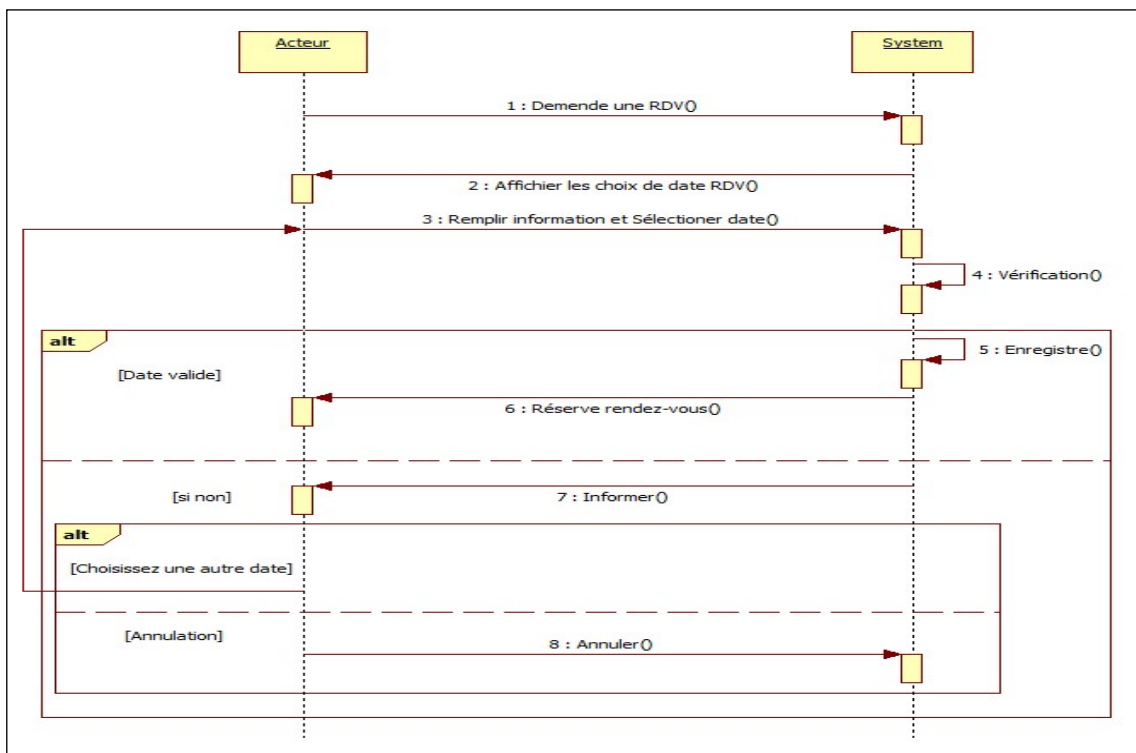 Acteur
System
1 : Demende une RDV()
2 : Affichier les choix de date RDV()
3 : Remplir information et Sélectioner date()
4 : Vérification()
alt
5 : Enregistre()
[Date valide]
6 : Réserve rendez-vous()
[si non]
7 : Informer()
alt
[Choisissez une autre date]
[Annulation]
8 : Annuler()